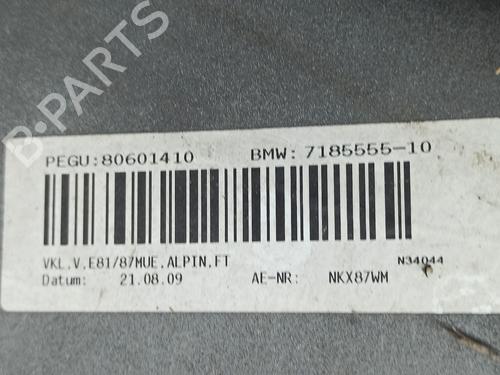 B-PARTS
PEGU:80601410 BMW: 7185555-10
VKL.V.E81/87MUE.ALPIN.FT N34044
Datum: 21.08.09 AE-NR: NKX87WM